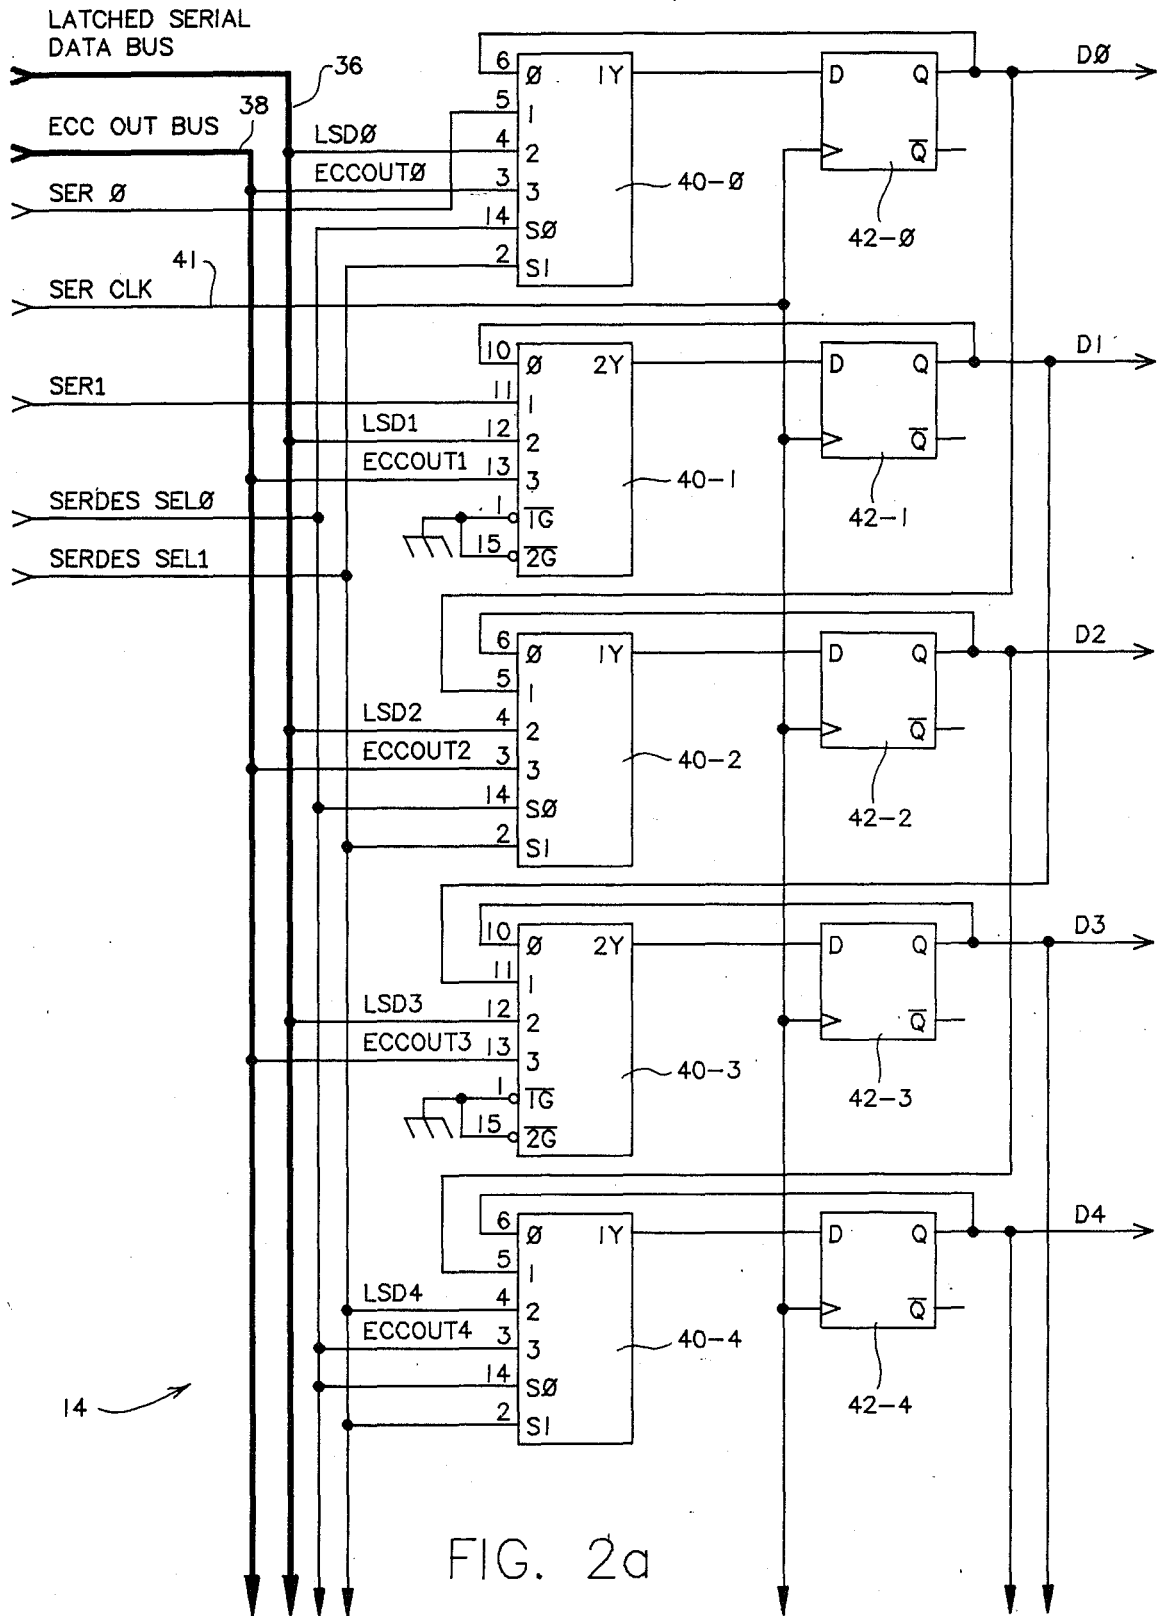 LATCHED SERIAL
DATA BUS
36
ECC OUT BUS
38
SER Ø
41
SER CLK
SER1
SERDES SELØ
SERDES SEL1
LSDØ
ECCOUTØ
6 Ø 1Y
5 1
4 2
3 3
14 SØ
2 S1
40-Ø
D Q
Q
42-Ø
DØ
LSD1
ECCOUT1
10 Ø 2Y
11 1
12 2
13 3
1 1G
15 2G
40-1
D Q
Q
42-1
D1
LSD2
ECCOUT2
6 Ø 1Y
5 1
4 2
3 3
14 SØ
2 S1
40-2
D Q
Q
42-2
D2
LSD3
ECCOUT3
10 Ø 2Y
11 1
12 2
13 3
1 1G
15 2G
40-3
D Q
Q
42-3
D3
LSD4
ECCOUT4
6 Ø 1Y
5 1
4 2
3 3
14 SØ
2 S1
40-4
D Q
Q
42-4
D4
14
FIG. 2a